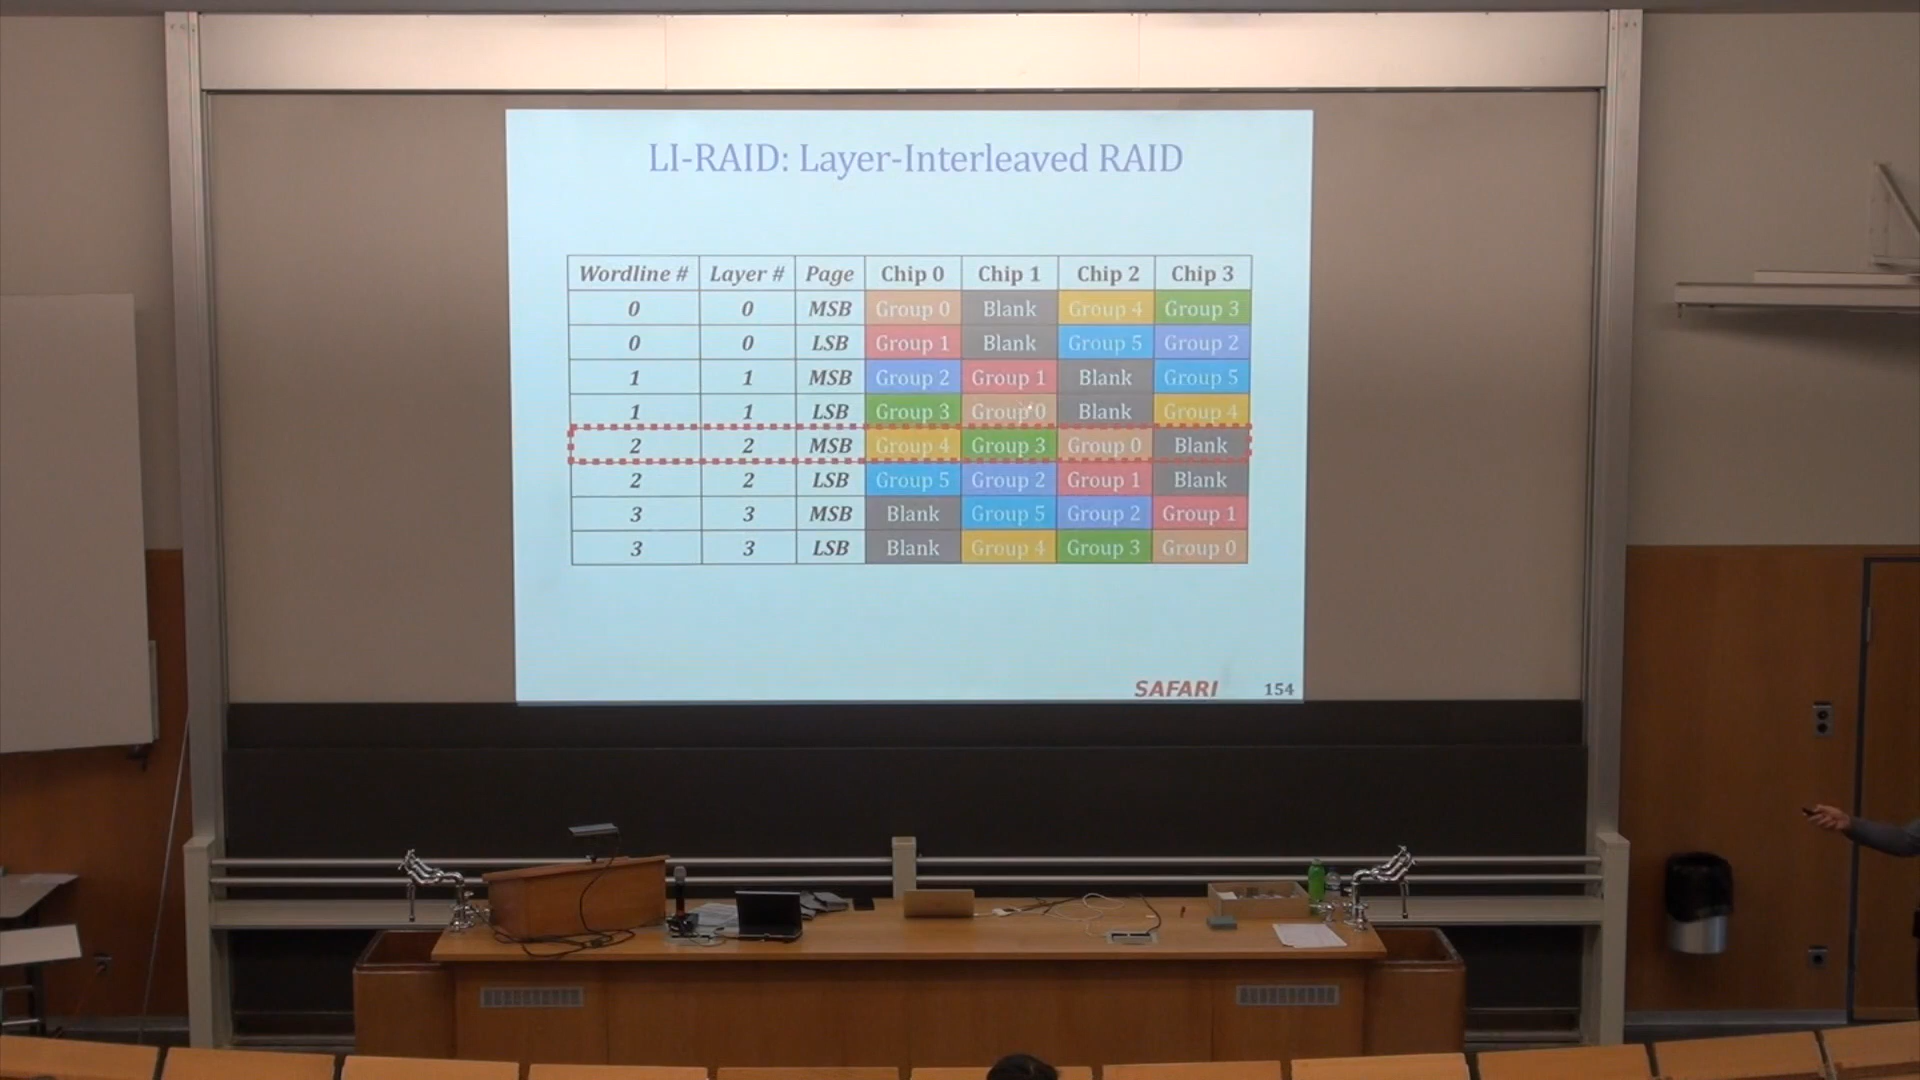 LI-RAID: Layer-Interleaved RAID
Wordline # Layer # Page Chip 0 Chip 1 Chip 2 Chip 3
0 0 MSB Group 0 Blank Group 4 Group 3
0 0 LSB Group 1 Blank Group 5 Group 2
1 1 MSB Group 2 Group 1 Blank Group 5
1 1 LSB Group 3 Group 0 Blank Group 4
2 2 MSB Group 4 Group 3 Group 0 Blank
2 2 LSB Group 5 Group 2 Group 1 Blank
3 3 MSB Blank Group 5 Group 2 Group 1
3 3 LSB Blank Group 4 Group 3 Group 0
SAFARI 154